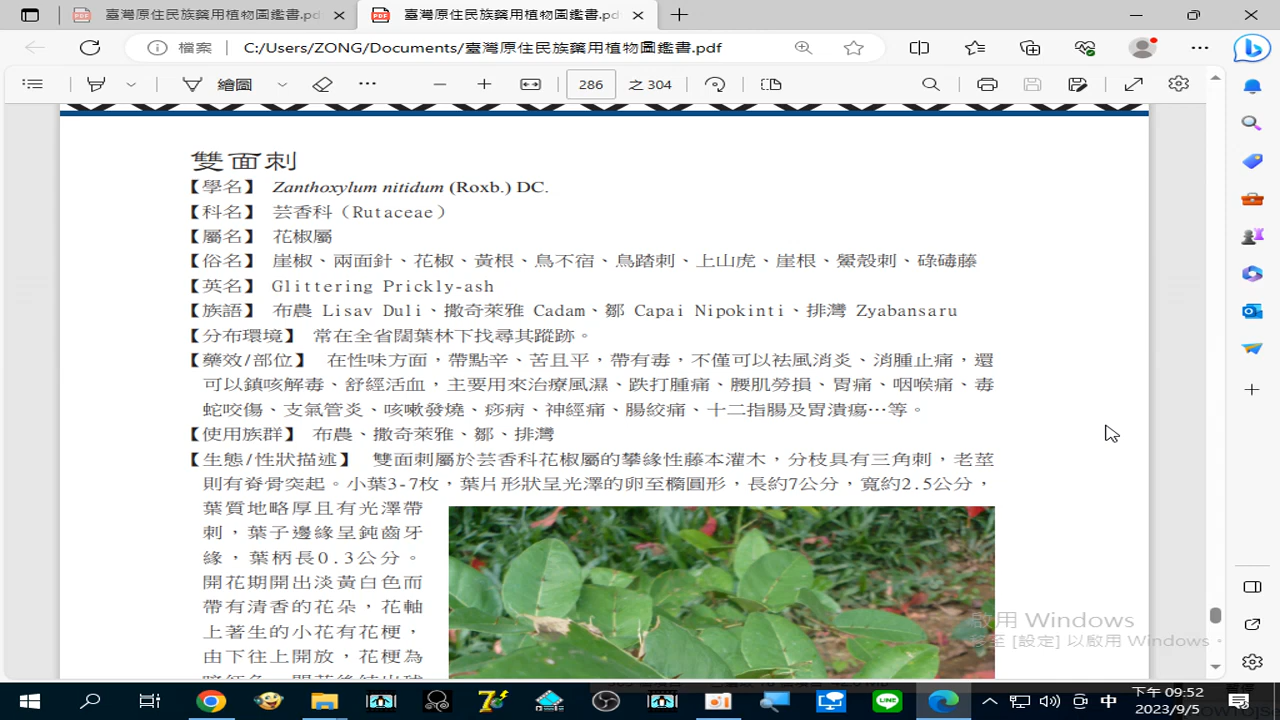 臺灣原住民族藥用植物圖鑑書.pdf
臺灣原住民族藥用植物圖鑑書.pdf
檔案 C:/Users/ZONG/Documents/臺灣原住民族藥用植物圖鑑書.pdf
繪圖 286 之 304
雙面刺
【學名】 Zanthoxylum nitidum (Roxb.) DC.
【科名】 芸香科（Rutaceae）
【屬名】 花椒屬
【俗名】 崖椒、兩面針、花椒、黃根、鳥不宿、鳥踏刺、上山虎、崖根、鱟殼刺、碌碡藤
【英名】 Glittering Prickly-ash
【族語】 布農 Lisav Duli、撒奇萊雅 Cadam、鄒 Capai Nipokinti、排灣 Zyabansaru
【分布環境】 常在全省闊葉林下找尋其蹤跡。
【藥效/部位】 在性味方面，帶點辛、苦且平，帶有毒，不僅可以袪風消炎、消腫止痛，還
可以鎮咳解毒、舒經活血，主要用來治療風濕、跌打腫痛、腰肌勞損、胃痛、咽喉痛、毒
蛇咬傷、支氣管炎、咳嗽發燒、痧病、神經痛、腸絞痛、十二指腸及胃潰瘍…等。
【使用族群】 布農、撒奇萊雅、鄒、排灣
【生態/性狀描述】 雙面刺屬於芸香科花椒屬的攀緣性藤本灌木，分枝具有三角刺，老莖
則有脊骨突起。小葉3-7枚，葉片形狀呈光澤的卵至橢圓形，長約7公分，寬約2.5公分，
葉質地略厚且有光澤帶
刺，葉子邊緣呈鈍齒牙
緣，葉柄長0.3公分。
開花期開出淡黃白色而
帶有清香的花朵，花軸
上著生的小花有花梗，
由下往上開放，花梗為
啟用 Windows
移至 [設定] 以啟用 Windows。
中
下午 09:52
2023/9/5